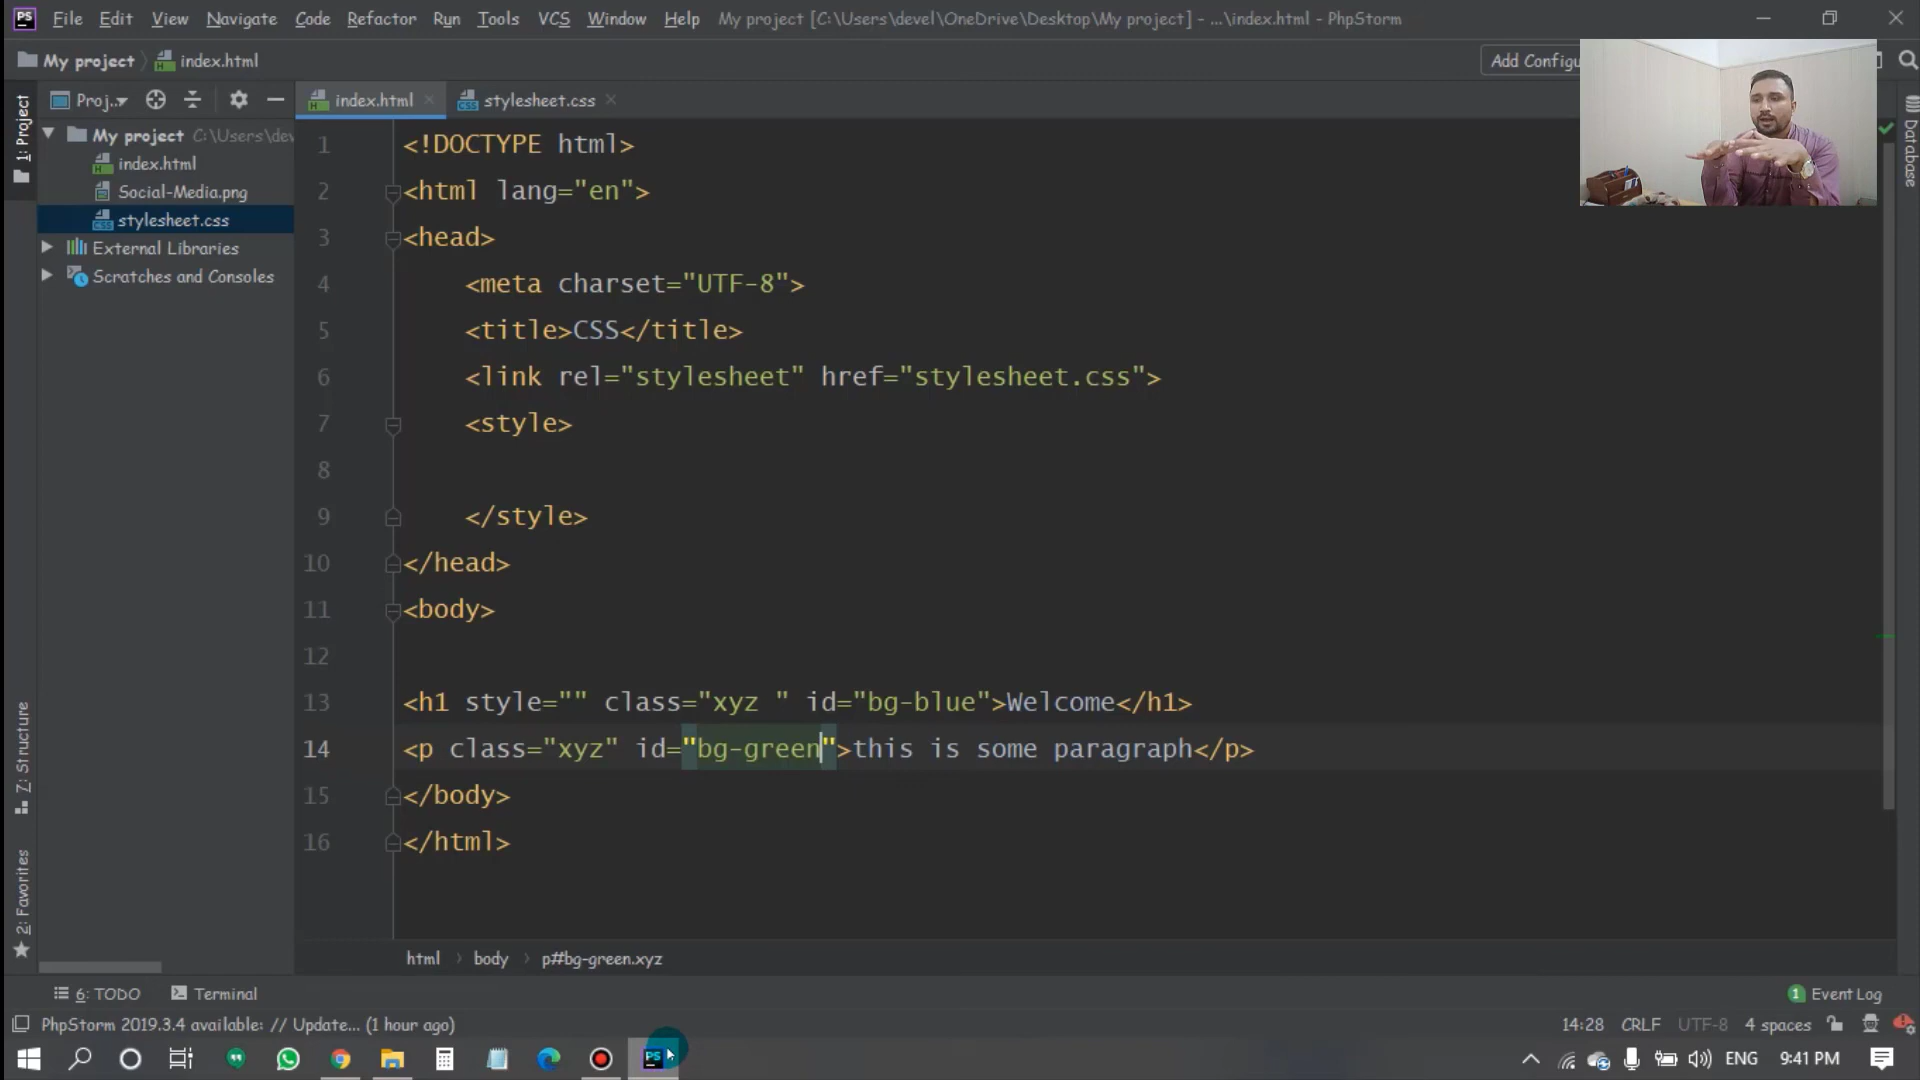 PS File Edit View Navigate Code Refactor Run Tools VCS Window Help My project [C:\Users\devel\OneDrive\Desktop\My project] - ...\index.html - PhpStorm
My project index.html Add Configu
1: Project
Proj..
index.html
stylesheet.css
Database
My project C:\Users\dev
index.html
Social-Media.png
stylesheet.css
External Libraries
Scratches and Consoles
1 <!DOCTYPE html>
2 <html lang="en">
3 <head>
4 <meta charset="UTF-8">
5 <title>CSS</title>
6 <link rel="stylesheet" href="stylesheet.css">
7 <style>
8
9 </style>
10 </head>
11 <body>
12
13 <h1 style="" class="xyz " id="bg-blue">Welcome</h1>
14 <p class="xyz" id="bg-green">this is some paragraph</p>
15 </body>
16 </html>
Z: Structure
2: Favorites
html body p#bg-green.xyz
6: TODO Terminal 1 Event Log
PhpStorm 2019.3.4 available: // Update... (1 hour ago) 14:28 CRLF UTF-8 4 spaces
PS ENG 9:41 PM